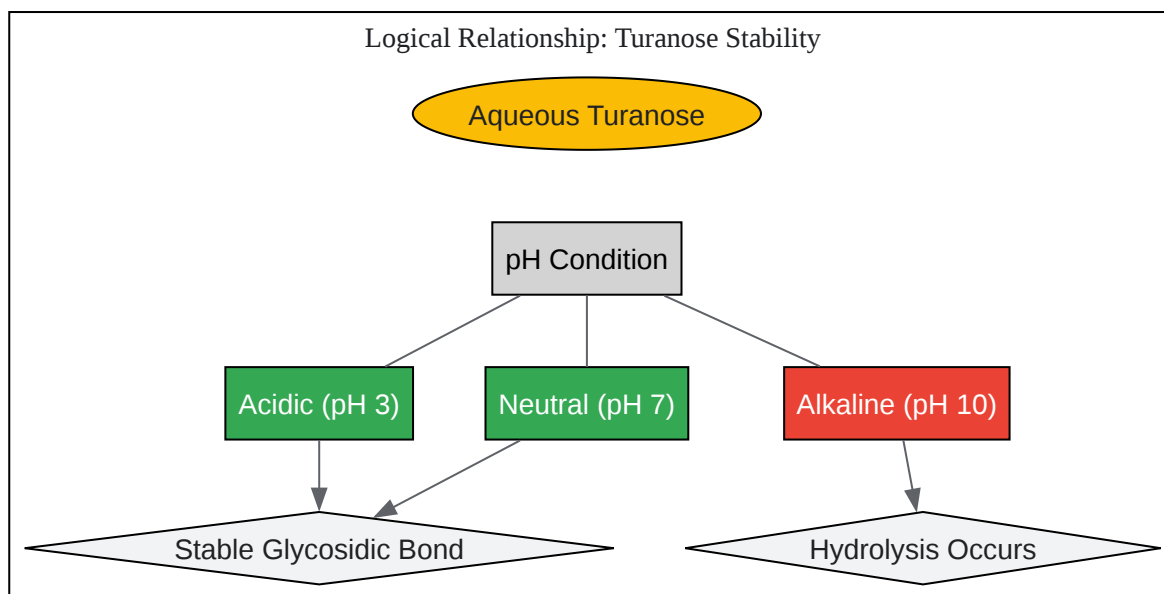 Logical Relationship: Turanose Stability
Aqueous Turanose
pH Condition
Acidic (pH 3)
Neutral (pH 7)
Alkaline (pH 10)
Stable Glycosidic Bond
Hydrolysis Occurs